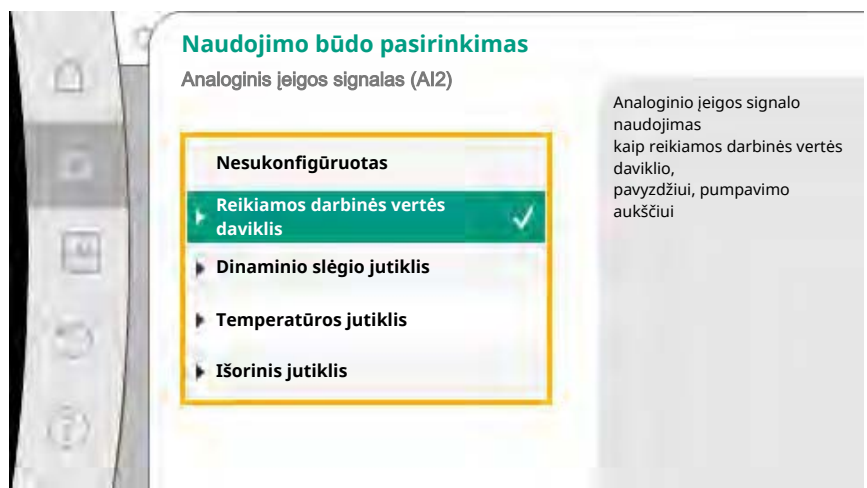 Naudojimo būdo pasirinkimas
Analoginis įeigos signalas (AI2)
Nesukonfigūruotas
Reikiamos darbinės vertės
daviklis
Dinaminio slėgio jutiklis
Temperatūros jutiklis
Išorinis jutiklis
Analoginio įeigos signalo
naudojimas
kaip reikiamos darbinės vertės
daviklio,
pavyzdžiui, pumpavimo
aukščiui